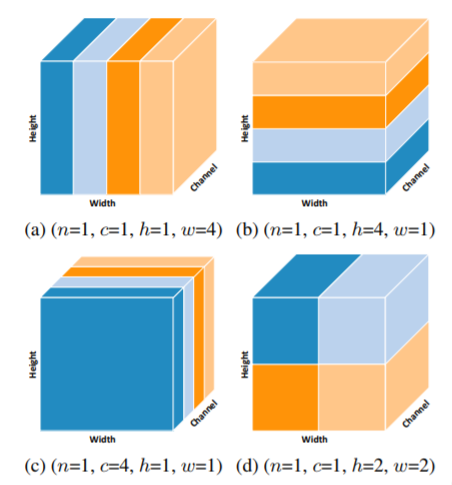 Height
Channel
Width
Height
Channel
Width
(a) (n=1, c=1, h=1, w=4)
(b) (n=1, c=1, h=4, w=1)
Height
Channel
Width
Height
Channel
Width
(c) (n=1, c=4, h=1, w=1)
(d) (n=1, c=1, h=2, w=2)